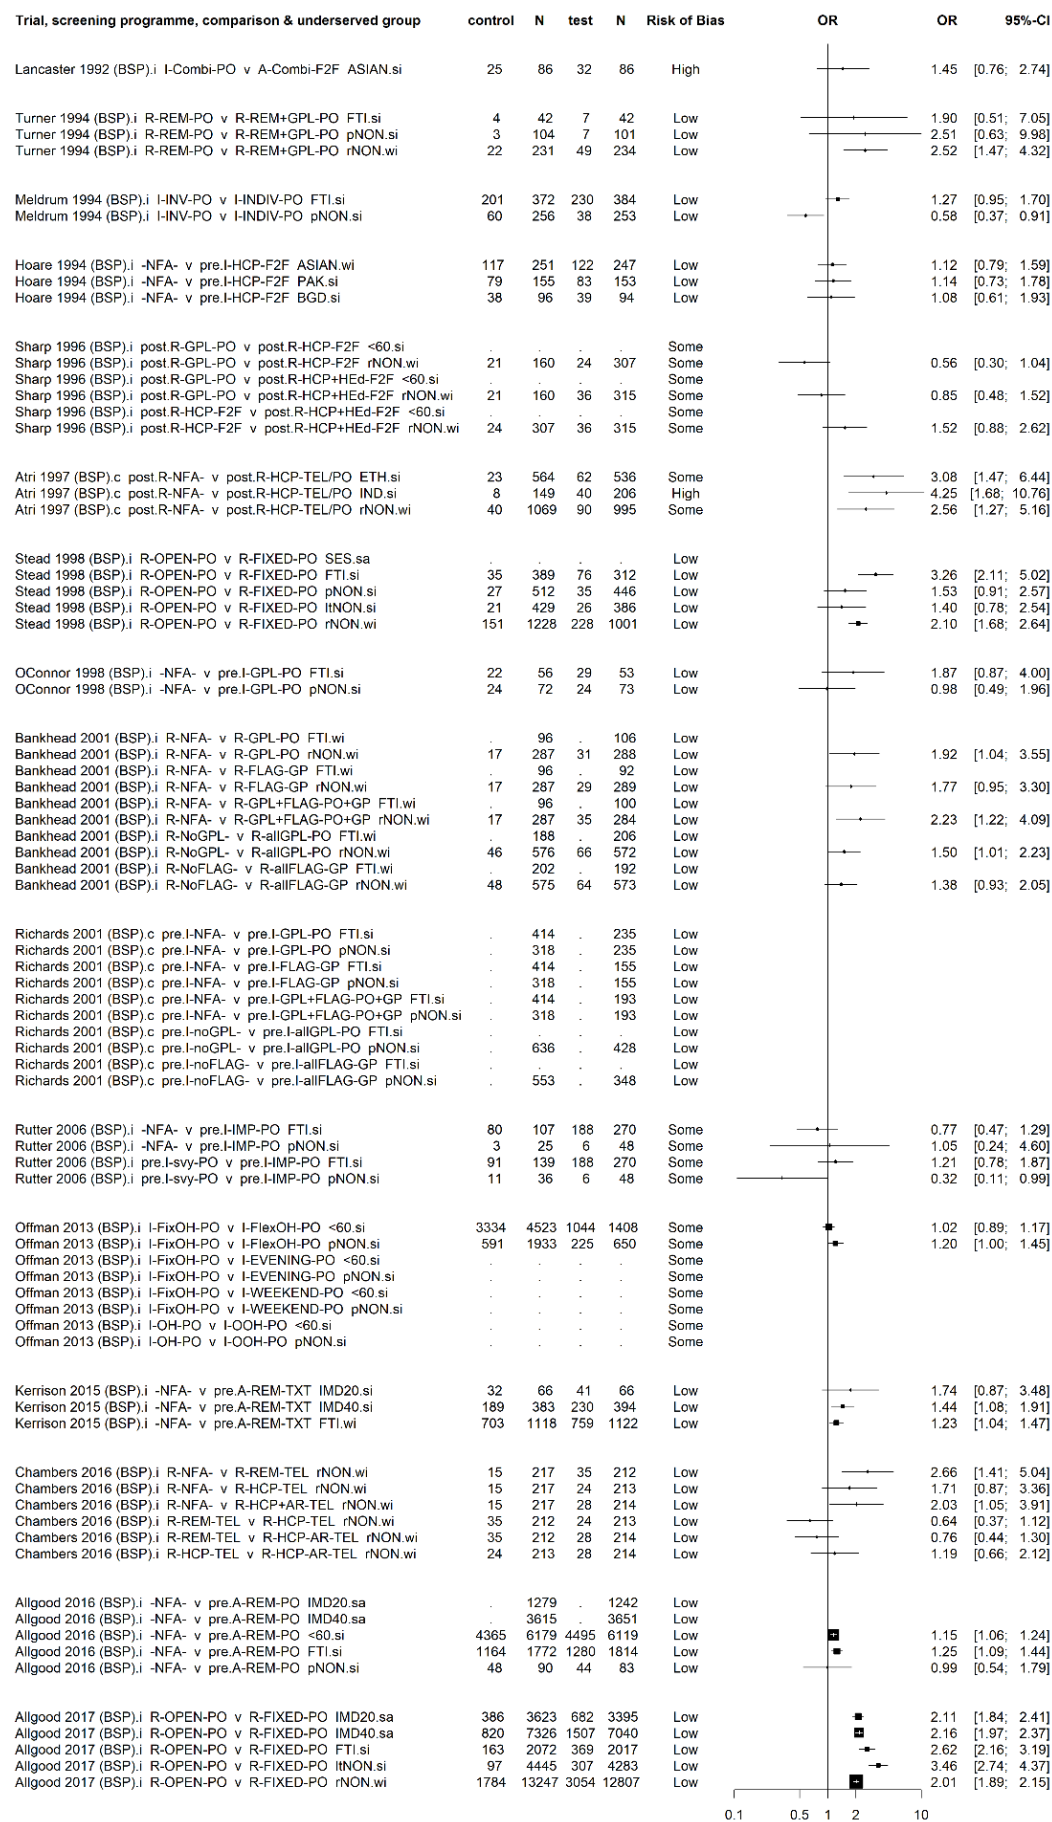 Trial, screening programme, comparison & underserved group control N test N Risk of Bias OR OR 95%-CI
Lancaster 1992 (BSP).i I-Combi-PO v A-Combi-F2F ASIAN.si 25 86 32 86 High 1.45 [0.76; 2.74]
Turner 1994 (BSP).i R-REM-PO v R-REM+GPL-PO FTI.si 4 42 7 42 Low 1.90 [0.51; 7.05]
Turner 1994 (BSP).i R-REM-PO v R-REM+GPL-PO pNON.si 3 104 7 101 Low 2.51 [0.63; 9.98]
Turner 1994 (BSP).i R-REM-PO v R-REM+GPL-PO rNON.wi 22 231 49 234 Low 2.52 [1.47; 4.32]
Meldrum 1994 (BSP).i I-INV-PO v I-INDIV-PO FTI.si 201 372 230 384 Low 1.27 [0.95; 1.70]
Meldrum 1994 (BSP).i I-INV-PO v I-INDIV-PO pNON.si 60 256 38 253 Low 0.58 [0.37; 0.91]
Hoare 1994 (BSP).i -NFA- v pre.I-HCP-F2F ASIAN.wi 117 251 122 247 Low 1.12 [0.79; 1.59]
Hoare 1994 (BSP).i -NFA- v pre.I-HCP-F2F PAK.si 79 155 83 153 Low 1.14 [0.73; 1.78]
Hoare 1994 (BSP).i -NFA- v pre.I-HCP-F2F BGD.si 38 96 39 94 Low 1.08 [0.61; 1.93]
Sharp 1996 (BSP).i post.R-GPL-PO v post.R-HCP-F2F <60.si . . . . Some
Sharp 1996 (BSP).i post.R-GPL-PO v post.R-HCP-F2F rNON.wi 21 160 24 307 Some 0.56 [0.30; 1.04]
Sharp 1996 (BSP).i post.R-GPL-PO v post.R-HCP+HEd-F2F <60.si . . . . Some
Sharp 1996 (BSP).i post.R-GPL-PO v post.R-HCP+HEd-F2F rNON.wi 21 160 36 315 Some 0.85 [0.48; 1.52]
Sharp 1996 (BSP).i post.R-HCP-F2F v post.R-HCP+HEd-F2F <60.si . . . . Some
Sharp 1996 (BSP).i post.R-HCP-F2F v post.R-HCP+HEd-F2F rNON.wi 24 307 36 315 Some 1.52 [0.88; 2.62]
Atri 1997 (BSP).c post.R-NFA- v post.R-HCP-TEL/PO ETH.si 23 564 62 536 Some 3.08 [1.47; 6.44]
Atri 1997 (BSP).c post.R-NFA- v post.R-HCP-TEL/PO IND.si 8 149 40 206 High 4.25 [1.68; 10.76]
Atri 1997 (BSP).c post.R-NFA- v post.R-HCP-TEL/PO rNON.wi 40 1069 90 995 Some 2.56 [1.27; 5.16]
Stead 1998 (BSP).i R-OPEN-PO v R-FIXED-PO SES.sa . . . . Low
Stead 1998 (BSP).i R-OPEN-PO v R-FIXED-PO FTI.si 35 389 76 312 Low 3.26 [2.11; 5.02]
Stead 1998 (BSP).i R-OPEN-PO v R-FIXED-PO pNON.si 27 512 35 446 Low 1.53 [0.91; 2.57]
Stead 1998 (BSP).i R-OPEN-PO v R-FIXED-PO ltNON.si 21 429 26 386 Low 1.40 [0.78; 2.54]
Stead 1998 (BSP).i R-OPEN-PO v R-FIXED-PO rNON.wi 151 1228 228 1001 Low 2.10 [1.68; 2.64]
OConnor 1998 (BSP).i -NFA- v pre.I-GPL-PO FTI.si 22 56 29 53 Low 1.87 [0.87; 4.00]
OConnor 1998 (BSP).i -NFA- v pre.I-GPL-PO pNON.si 24 72 24 73 Low 0.98 [0.49; 1.96]
Bankhead 2001 (BSP).i R-NFA- v R-GPL-PO FTI.wi . 96 . 106 Low
Bankhead 2001 (BSP).i R-NFA- v R-GPL-PO rNON.wi 17 287 31 288 Low 1.92 [1.04; 3.55]
Bankhead 2001 (BSP).i R-NFA- v R-FLAG-GP FTI.wi . 96 . 92 Low
Bankhead 2001 (BSP).i R-NFA- v R-FLAG-GP rNON.wi 17 287 29 289 Low 1.77 [0.95; 3.30]
Bankhead 2001 (BSP).i R-NFA- v R-GPL+FLAG-PO+GP FTI.wi . 96 . 100 Low
Bankhead 2001 (BSP).i R-NFA- v R-GPL+FLAG-PO+GP rNON.wi 17 287 35 284 Low 2.23 [1.22; 4.09]
Bankhead 2001 (BSP).i R-NoGPL- v R-allGPL-PO FTI.wi . 188 . 206 Low
Bankhead 2001 (BSP).i R-NoGPL- v R-allGPL-PO rNON.wi 46 576 66 572 Low 1.50 [1.01; 2.23]
Bankhead 2001 (BSP).i R-NoFLAG- v R-allFLAG-GP FTI.wi . 202 . 192 Low
Bankhead 2001 (BSP).i R-NoFLAG- v R-allFLAG-GP rNON.wi 48 575 64 573 Low 1.38 [0.93; 2.05]
Richards 2001 (BSP).c pre.I-NFA- v pre.I-GPL-PO FTI.si . 414 . 235 Low
Richards 2001 (BSP).c pre.I-NFA- v pre.I-GPL-PO pNON.si . 318 . 235 Low
Richards 2001 (BSP).c pre.I-NFA- v pre.I-FLAG-GP FTI.si . 414 . 155 Low
Richards 2001 (BSP).c pre.I-NFA- v pre.I-FLAG-GP pNON.si . 318 . 155 Low
Richards 2001 (BSP).c pre.I-NFA- v pre.I-GPL+FLAG-PO+GP FTI.si . 414 . 193 Low
Richards 2001 (BSP).c pre.I-NFA- v pre.I-GPL+FLAG-PO+GP pNON.si . 318 . 193 Low
Richards 2001 (BSP).c pre.I-noGPL- v pre.I-allGPL-PO FTI.si . . . . Low
Richards 2001 (BSP).c pre.I-noGPL- v pre.I-allGPL-PO pNON.si . 636 . 428 Low
Richards 2001 (BSP).c pre.I-noFLAG- v pre.I-allFLAG-GP FTI.si . . . . Low
Richards 2001 (BSP).c pre.I-noFLAG- v pre.I-allFLAG-GP pNON.si . 553 . 348 Low
Rutter 2006 (BSP).i -NFA- v pre.I-IMP-PO FTI.si 80 107 188 270 Some 0.77 [0.47; 1.29]
Rutter 2006 (BSP).i -NFA- v pre.I-IMP-PO pNON.si 3 25 6 48 Some 1.05 [0.24; 4.60]
Rutter 2006 (BSP).i pre.I-svy-PO v pre.I-IMP-PO FTI.si 91 139 188 270 Some 1.21 [0.78; 1.87]
Rutter 2006 (BSP).i pre.I-svy-PO v pre.I-IMP-PO pNON.si 11 36 6 48 Some 0.32 [0.11; 0.99]
Offman 2013 (BSP).i I-FixOH-PO v I-FlexOH-PO <60.si 3334 4523 1044 1408 Some 1.02 [0.89; 1.17]
Offman 2013 (BSP).i I-FixOH-PO v I-FlexOH-PO pNON.si 591 1933 225 650 Some 1.20 [1.00; 1.45]
Offman 2013 (BSP).i I-FixOH-PO v I-EVENING-PO <60.si . . . . Some
Offman 2013 (BSP).i I-FixOH-PO v I-EVENING-PO pNON.si . . . . Some
Offman 2013 (BSP).i I-FixOH-PO v I-WEEKEND-PO <60.si . . . . Some
Offman 2013 (BSP).i I-FixOH-PO v I-WEEKEND-PO pNON.si . . . . Some
Offman 2013 (BSP).i I-OH-PO v I-OOH-PO <60.si . . . . Some
Offman 2013 (BSP).i I-OH-PO v I-OOH-PO pNON.si . . . . Some
Kerrison 2015 (BSP).i -NFA- v pre.A-REM-TXT IMD20.si 32 66 41 66 Low 1.74 [0.87; 3.48]
Kerrison 2015 (BSP).i -NFA- v pre.A-REM-TXT IMD40.si 189 383 230 394 Low 1.44 [1.08; 1.91]
Kerrison 2015 (BSP).i -NFA- v pre.A-REM-TXT FTI.wi 703 1118 759 1122 Low 1.23 [1.04; 1.47]
Chambers 2016 (BSP).i R-NFA- v R-REM-TEL rNON.wi 15 217 35 212 Low 2.66 [1.41; 5.04]
Chambers 2016 (BSP).i R-NFA- v R-HCP-TEL rNON.wi 15 217 24 213 Low 1.71 [0.87; 3.36]
Chambers 2016 (BSP).i R-NFA- v R-HCP+AR-TEL rNON.wi 15 217 28 214 Low 2.03 [1.05; 3.91]
Chambers 2016 (BSP).i R-REM-TEL v R-HCP-TEL rNON.wi 35 212 24 213 Low 0.64 [0.37; 1.12]
Chambers 2016 (BSP).i R-REM-TEL v R-HCP-AR-TEL rNON.wi 35 212 28 214 Low 0.76 [0.44; 1.30]
Chambers 2016 (BSP).i R-HCP-TEL v R-HCP-AR-TEL rNON.wi 24 213 28 214 Low 1.19 [0.66; 2.12]
Allgood 2016 (BSP).i -NFA- v pre.A-REM-PO IMD20.sa . 1279 . 1242 Low
Allgood 2016 (BSP).i -NFA- v pre.A-REM-PO IMD40.sa . 3615 . 3651 Low
Allgood 2016 (BSP).i -NFA- v pre.A-REM-PO <60.si 4365 6179 4495 6119 Low 1.15 [1.06; 1.24]
Allgood 2016 (BSP).i -NFA- v pre.A-REM-PO FTI.si 1164 1772 1280 1814 Low 1.25 [1.09; 1.44]
Allgood 2016 (BSP).i -NFA- v pre.A-REM-PO pNON.si 48 90 44 83 Low 0.99 [0.54; 1.79]
Allgood 2017 (BSP).i R-OPEN-PO v R-FIXED-PO IMD20.sa 386 3623 682 3395 Low 2.11 [1.84; 2.41]
Allgood 2017 (BSP).i R-OPEN-PO v R-FIXED-PO IMD40.sa 820 7326 1507 7040 Low 2.16 [1.97; 2.37]
Allgood 2017 (BSP).i R-OPEN-PO v R-FIXED-PO FTI.si 163 2072 369 2017 Low 2.62 [2.16; 3.19]
Allgood 2017 (BSP).i R-OPEN-PO v R-FIXED-PO ltNON.si 97 4445 307 4283 Low 3.46 [2.74; 4.37]
Allgood 2017 (BSP).i R-OPEN-PO v R-FIXED-PO rNON.wi 1784 13247 3054 12807 Low 2.01 [1.89; 2.15]
0.1 0.5 1 2 10